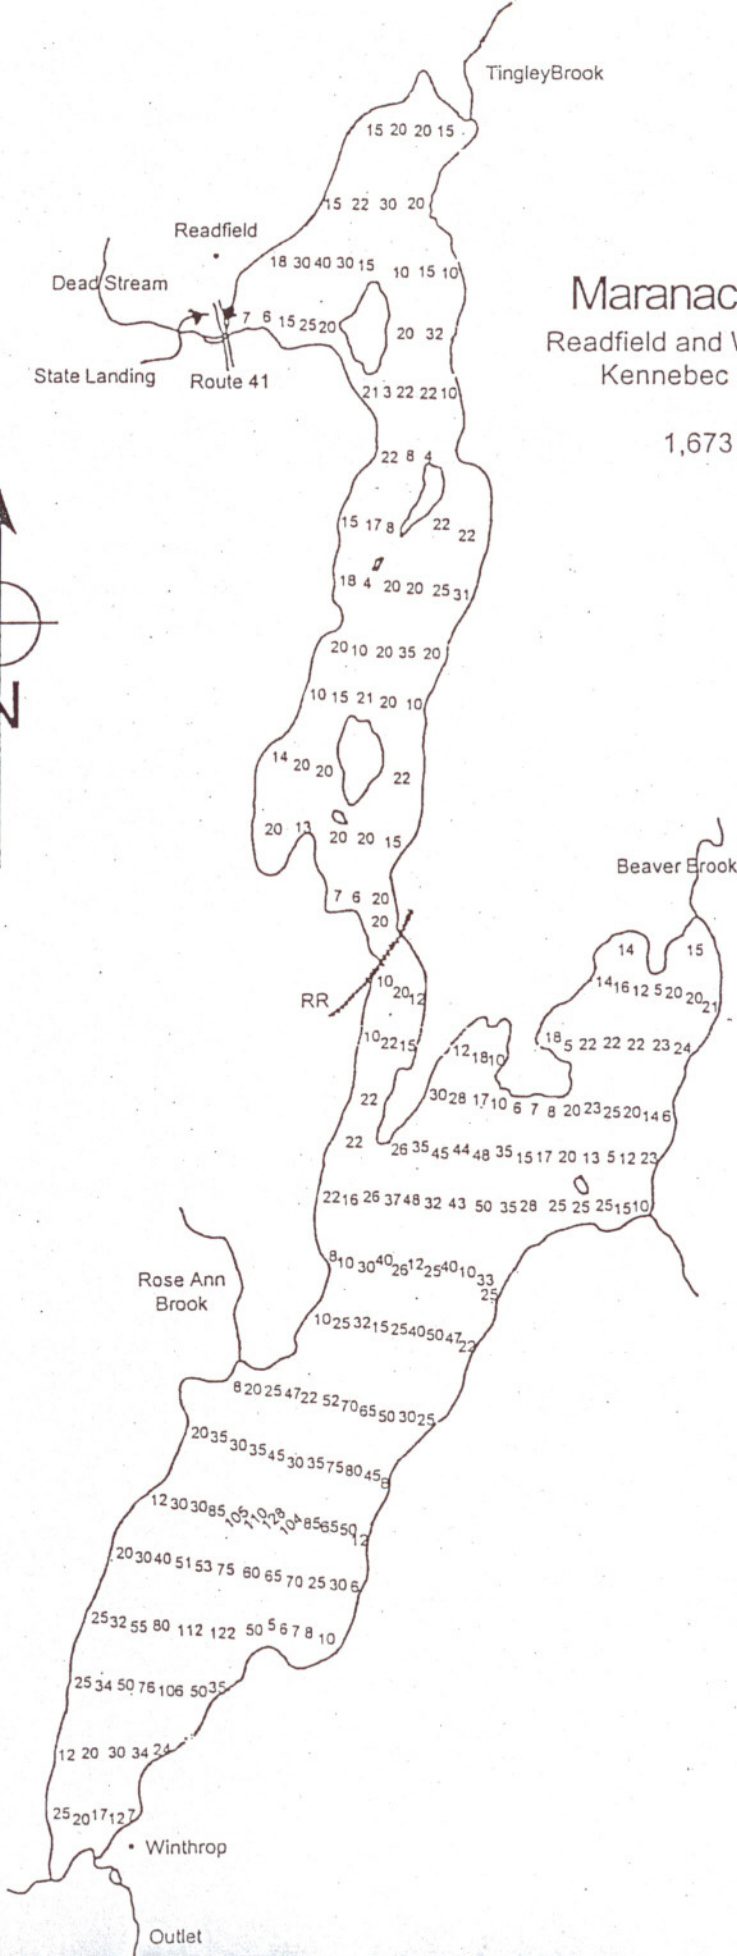 TingleyBrook
15 20 20 15
15 22 30 20
Readfield
18 30 40 30 15 10 15 10
Dead Stream
Maranac
7 6 15 25 20 20 32
Readfield and
State Landing
Route 41
Kennebec
21 3 22 22 10
1,673
22 8 4
15 17 8 22 22
18 4 20 20 25 31
20 10 20 35 20
N
10 15 21 20 10
14 20 20 22
20 13 20 20 15
Beaver Brook
7 6 20
20
14 15
RR
10 20 12
14 16 12 5 20 20 21
10 22 15
12 18 10
18 5 22 22 22 23 24
22
30 28 17 10 6 7 8 20 23 25 20 14 6
22
26 35 45 44 48 35 15 17 20 13 5 12 23
22 16 26 37 48 32 43 50 35 28 25 25 25 15 10
Rose Ann
Brook
8 10 30 40 26 12 25 40 10 33
25
10 25 32 15 25 40 50 47 22
8 20 25 47 22 52 70 65 50 30 25
20 35 30 35 45 30 35 75 80 45 8
12 30 30 85 105 110 128 104 85 65 50 12
20 30 40 51 53 75 60 65 70 25 30 6
25 32 55 80 112 122 50 5 6 7 8 10
25 34 50 76 106 50 35
12 20 30 34 24
25 20 17 12 7
Winthrop
Outlet